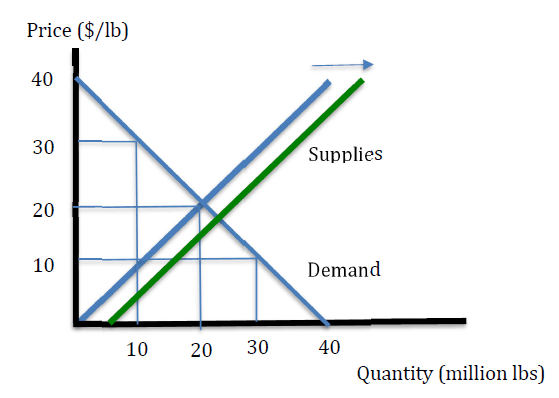 Price ($/lb)
40
30
Supplies
20
10
Demand
10 20 30 40
Quantity (million lbs)